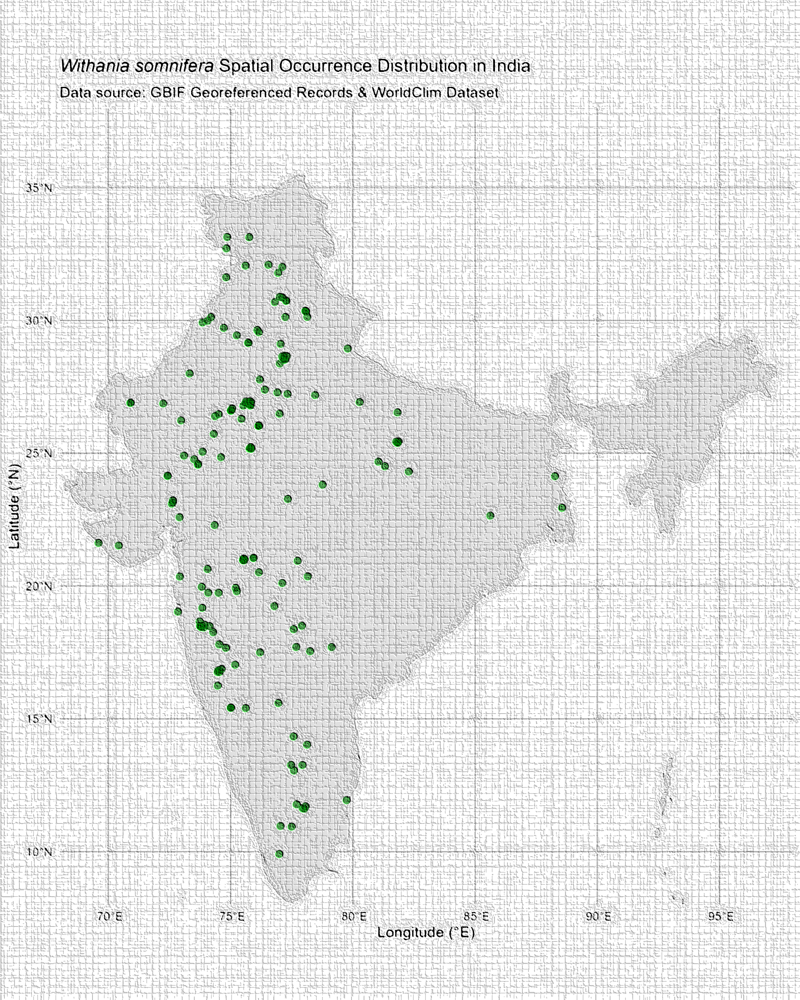 Withania somnifera Spatial Occurrence Distribution in India
Data source: GBIF Georeferenced Records & WorldClim Dataset
35°N
30°N
25°N
20°N
15°N
10°N
Latitude (°N)
70°E 75°E 80°E 85°E 90°E 95°E
Longitude (°E)